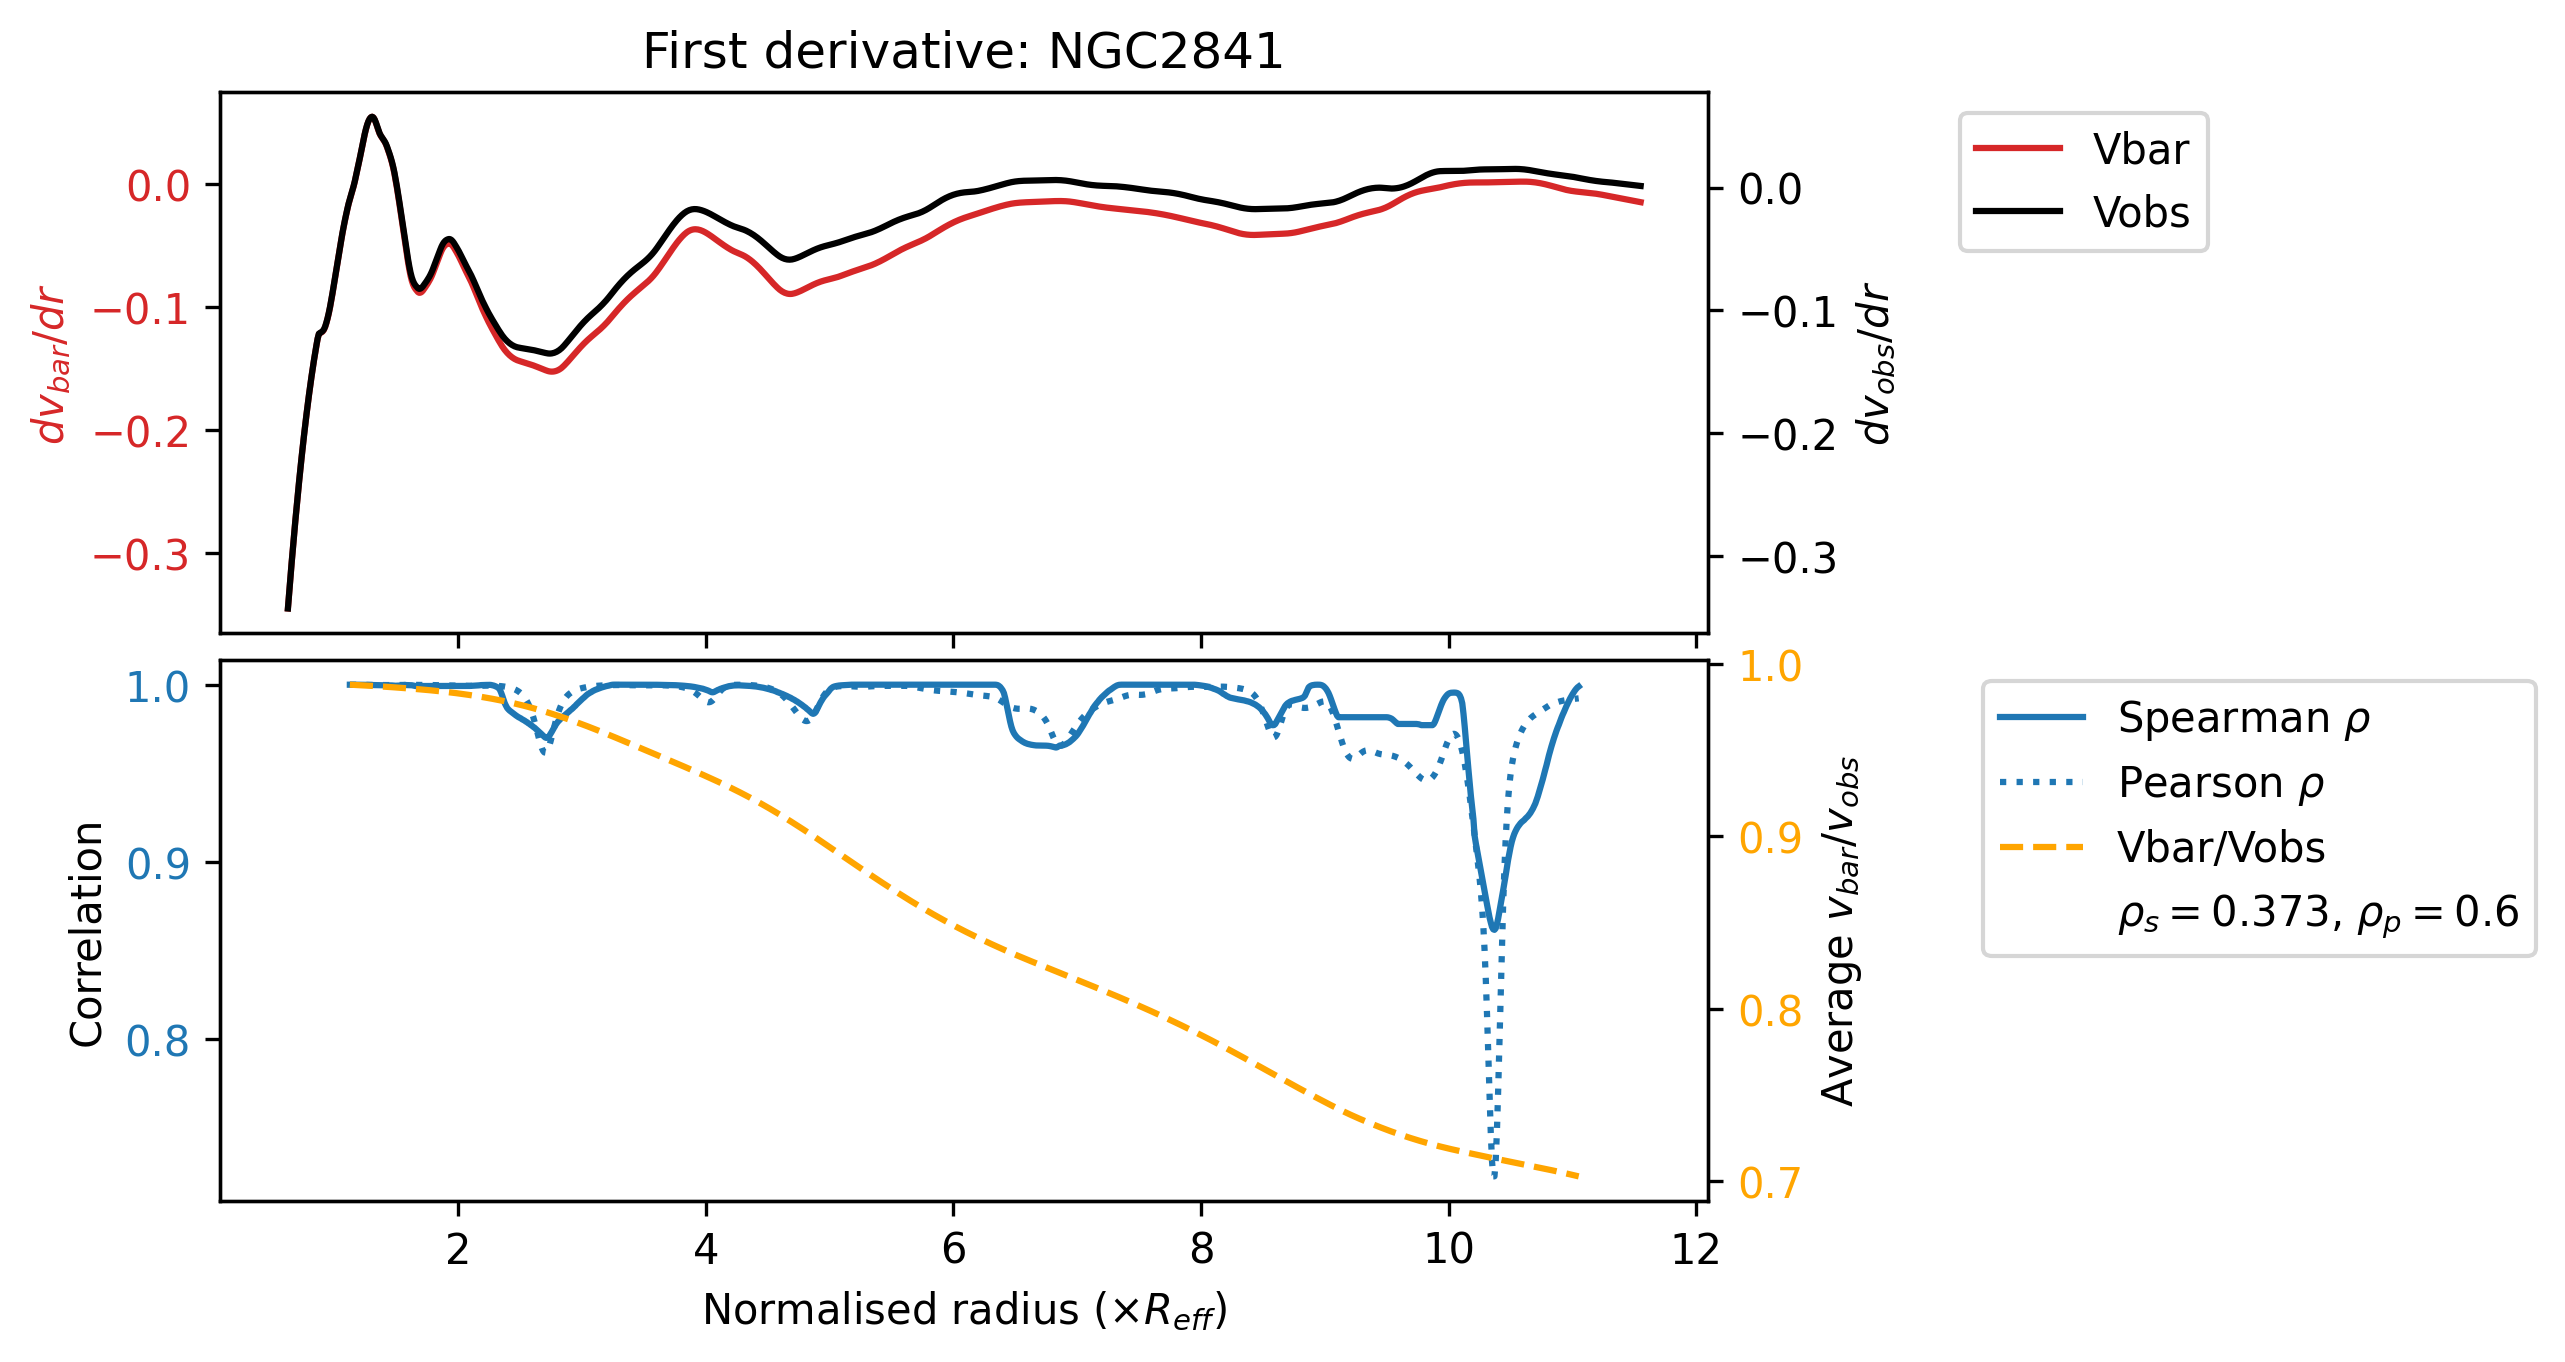 First derivative: NGC2841
dv_bar/dr
0.0
−0.1
−0.2
−0.3
0.0
−0.1
−0.2
−0.3
dv_obs/dr
Vbar
Vobs
Correlation
1.0
0.9
0.8
1.0
0.9
0.8
0.7
Average v_bar/v_obs
Spearman ρ
Pearson ρ
Vbar/Vobs
ρ_s = 0.373, ρ_p = 0.6
2 4 6 8 10 12
Normalised radius (×R_eff)